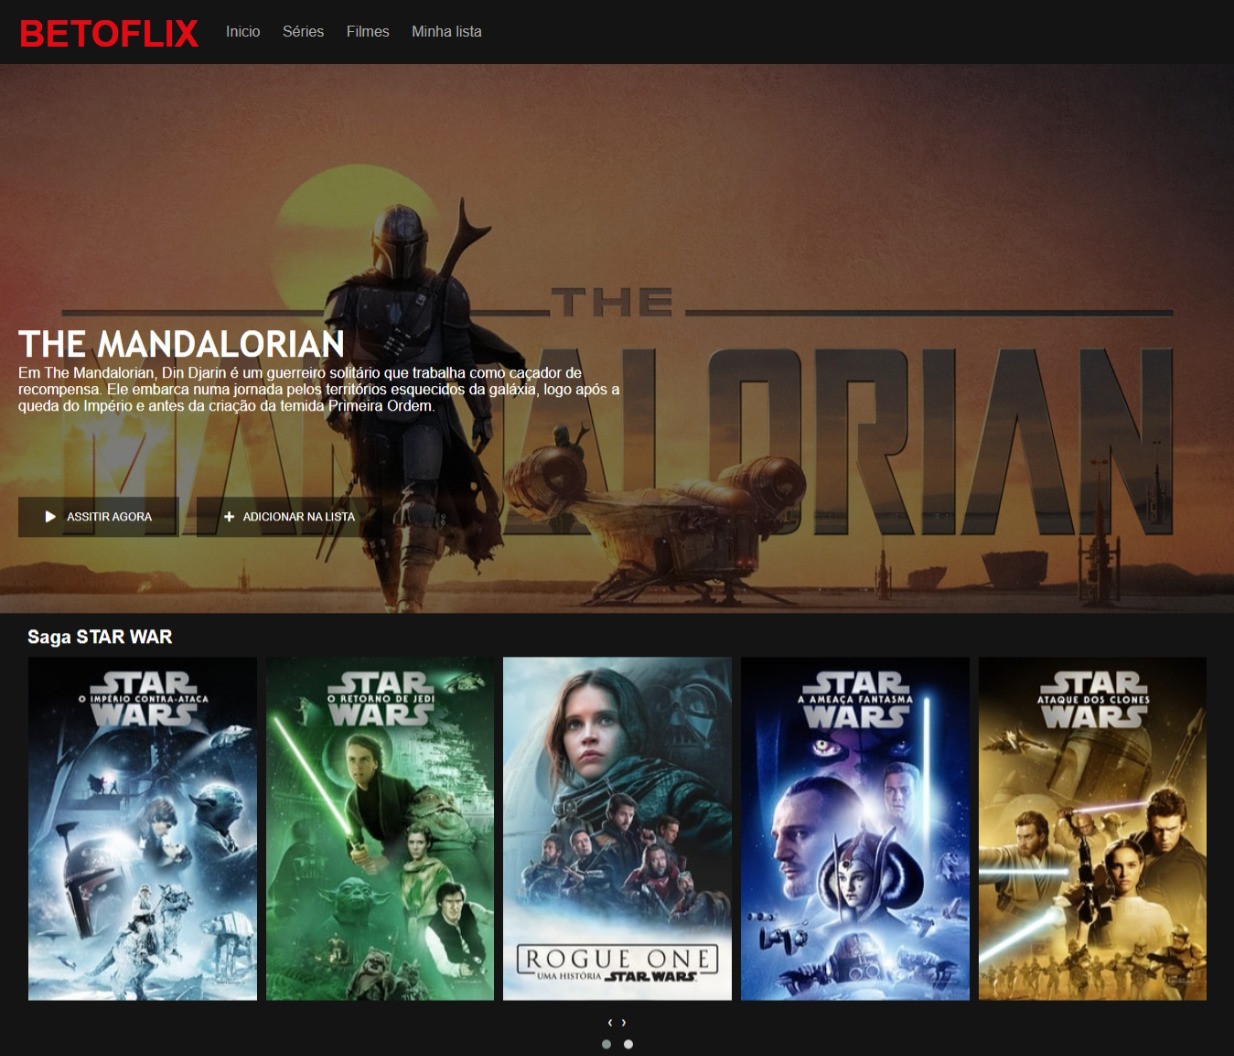 BETOFLIX
Inicio Séries Filmes Minha lista
THE
MANDALORIAN
THE MANDALORIAN
Em The Mandalorian, Din Djarin é um guerreiro solitário que trabalha como caçador de
recompensa. Ele embarca numa jornada pelos territórios esquecidos da galáxia, logo após a
queda do Império e antes da criação da temida Primeira Ordem.
ASSITIR AGORA
ADICIONAR NA LISTA
Saga STAR WAR
STAR
O IMPÉRIO CONTRA-ATACA
WARS
STAR
O RETORNO DE JEDI
WARS
ROGUE ONE
UMA HISTÓRIA STAR WARS
STAR
A AMEAÇA FANTASMA
WARS
STAR
ATAQUE DOS CLONES
WARS